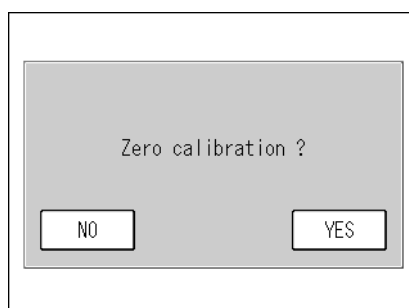 Zero calibration ?
NO
YES